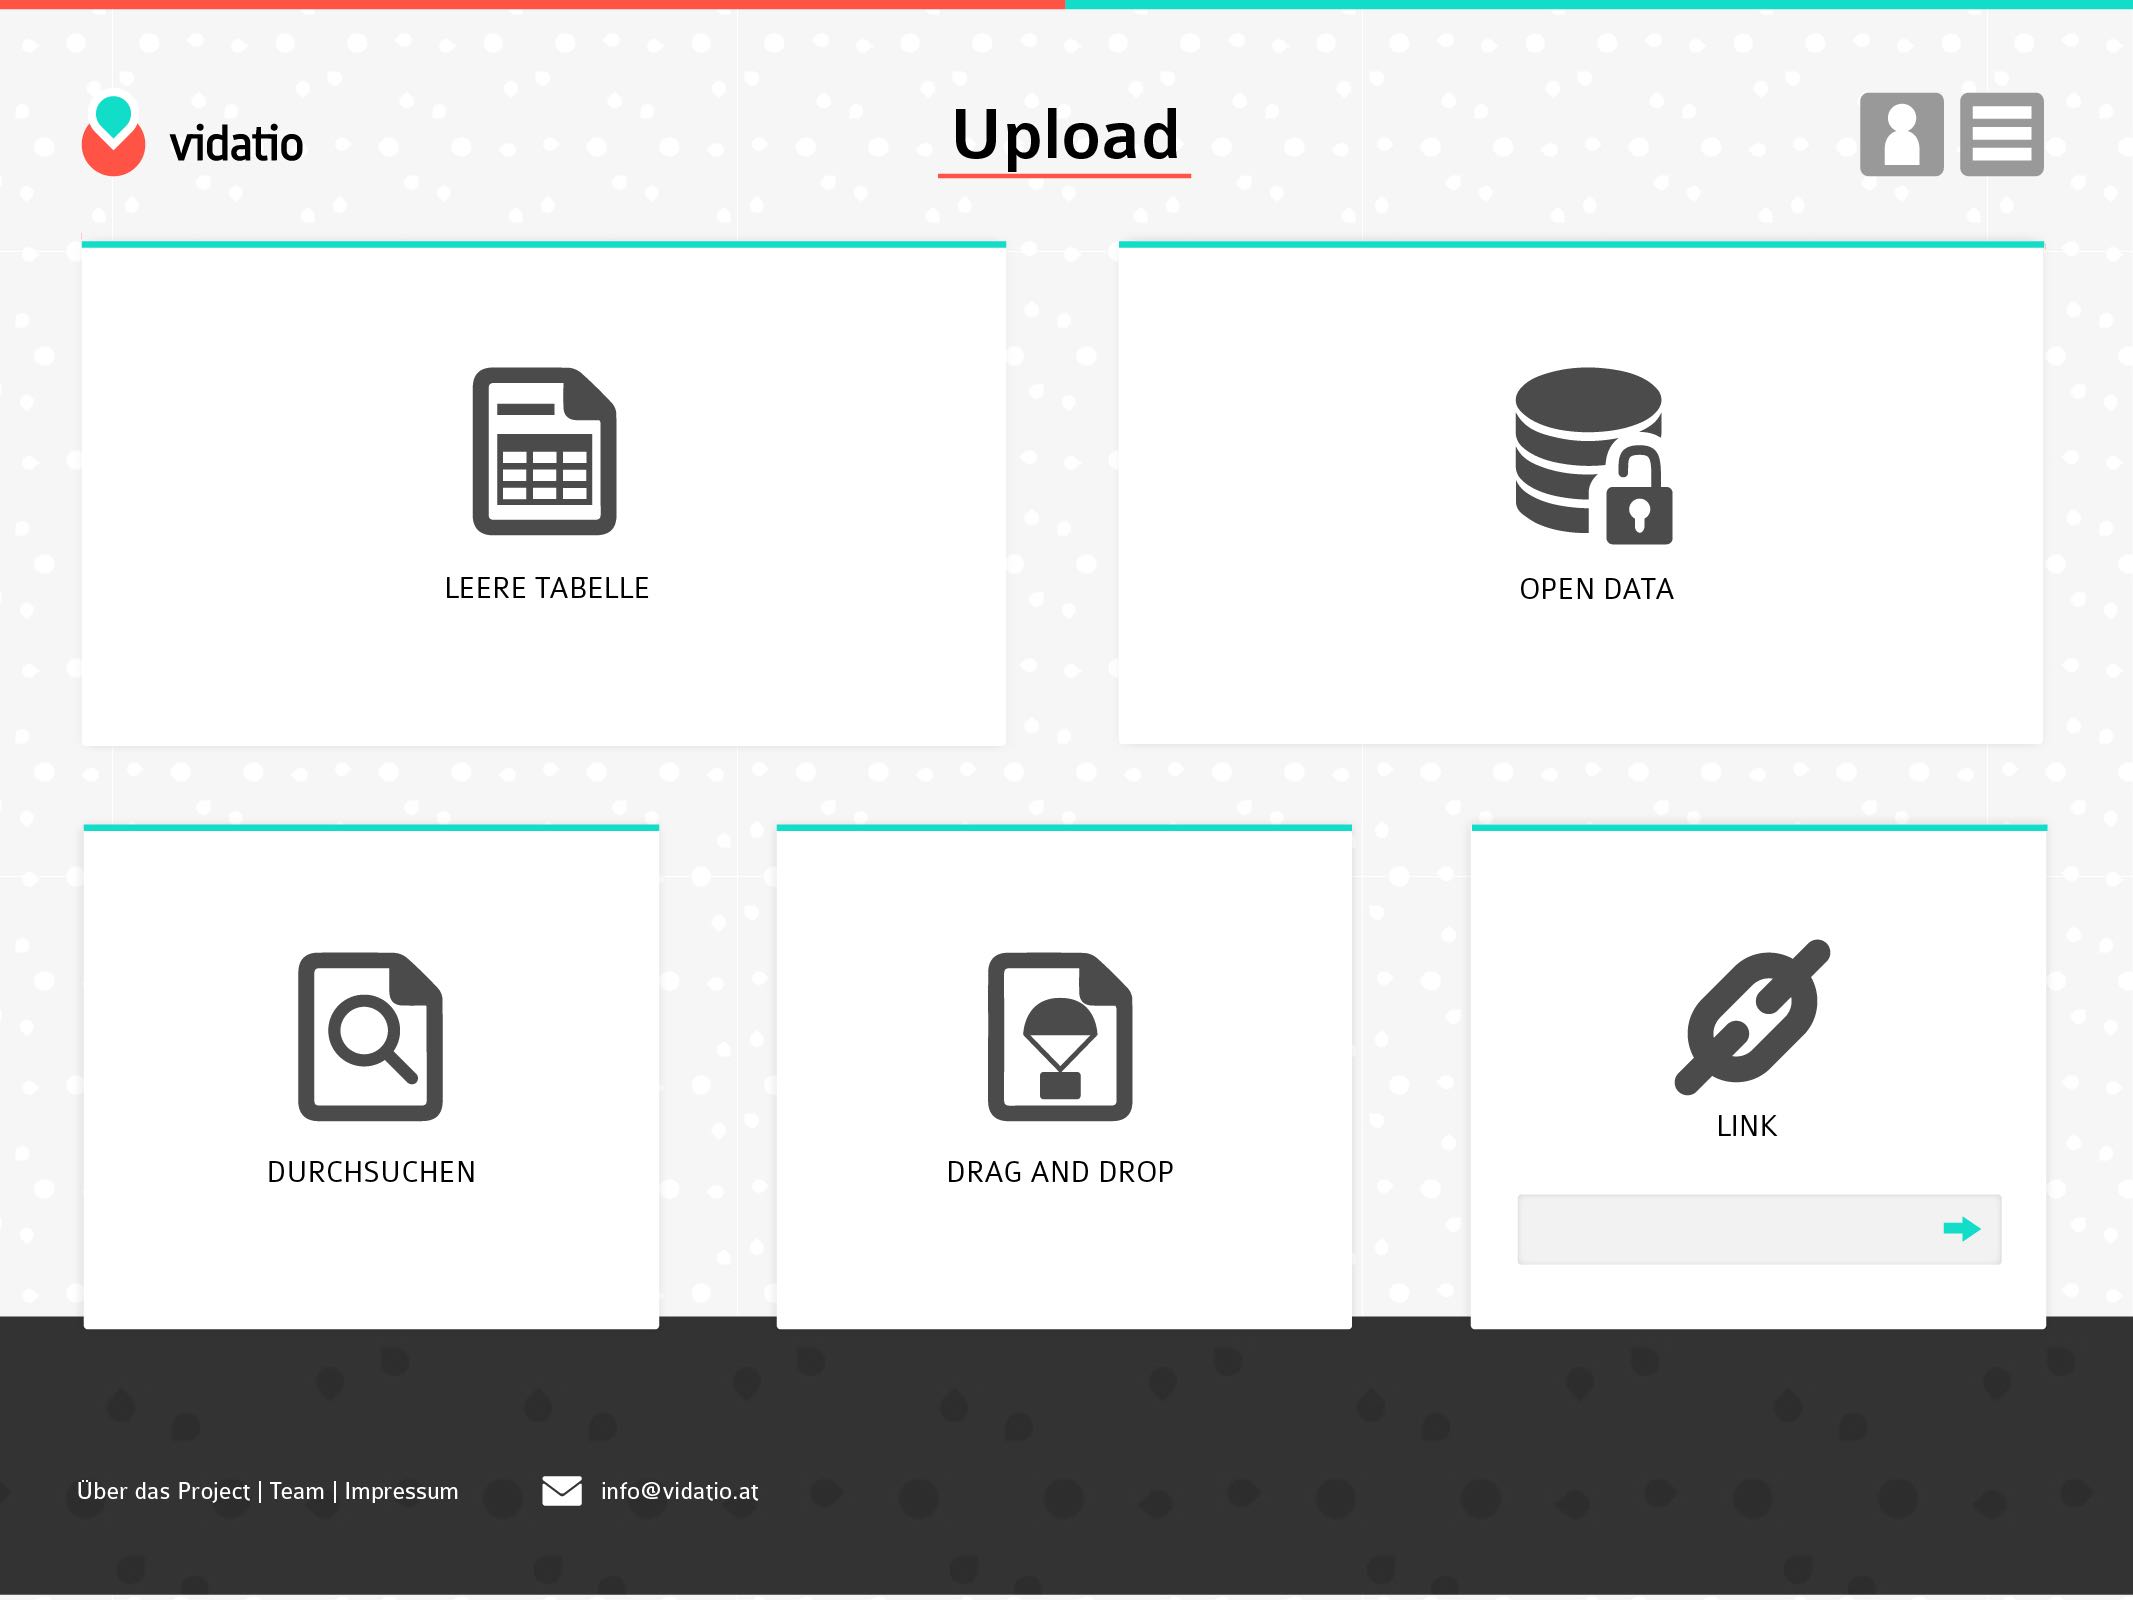 vidatio
Upload
LEERE TABELLE
OPEN DATA
DURCHSUCHEN
DRAG AND DROP
LINK
Über das Project | Team | Impressum
info@vidatio.at